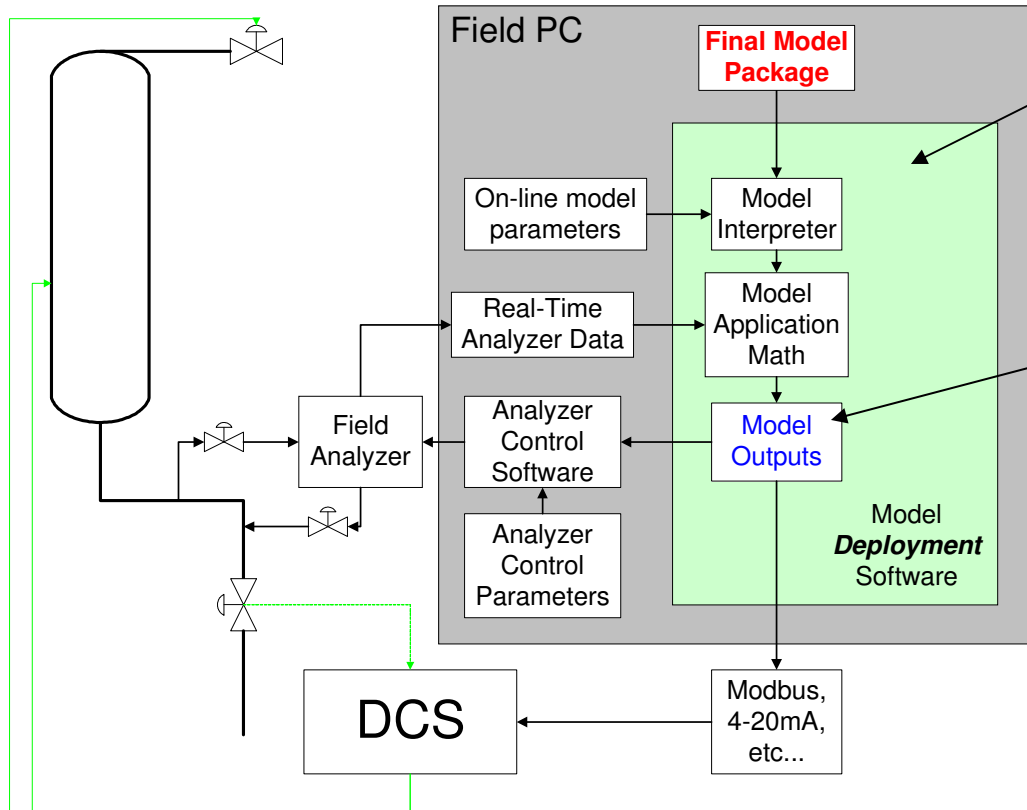 Field PC
Final Model
Package
On-line model
parameters
Model
Interpreter
Real-Time
Analyzer Data
Model
Application
Math
Field
Analyzer
Analyzer
Control
Software
Model
Outputs
Analyzer
Control
Parameters
Model
Deployment
Software
DCS
Modbus,
4-20mA,
etc...